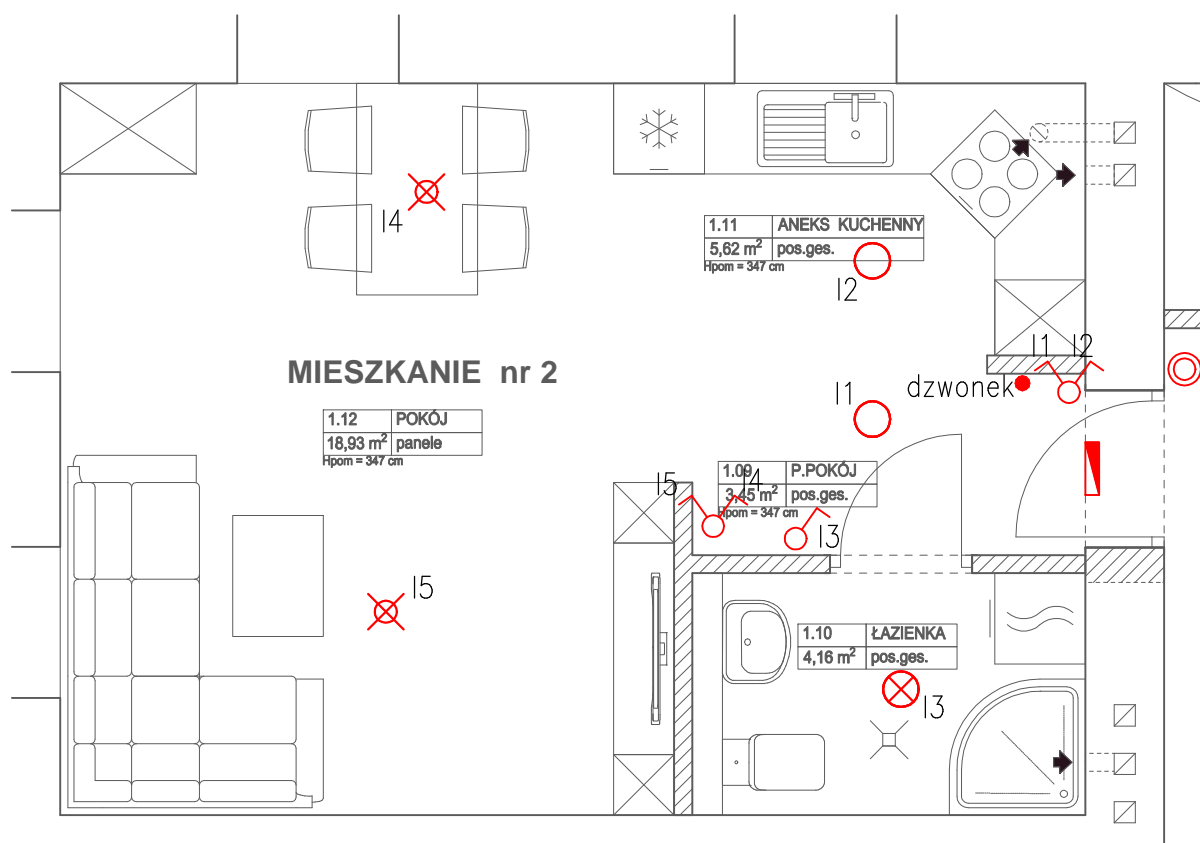 I4
1.11 ANEKS KUCHENNY
5,62 m² pos.ges.
Hpom = 347 cm
I2
I1 I2
MIESZKANIE nr 2
dzwonek
I1
1.12 POKÓJ
18,93 m² panele
Hpom = 347 cm
1.09 P.POKÓJ
3,45 m² pos.ges.
Hpom = 347 cm
I5 I4
I3
I5
1.10 ŁAZIENKA
4,16 m² pos.ges.
I3